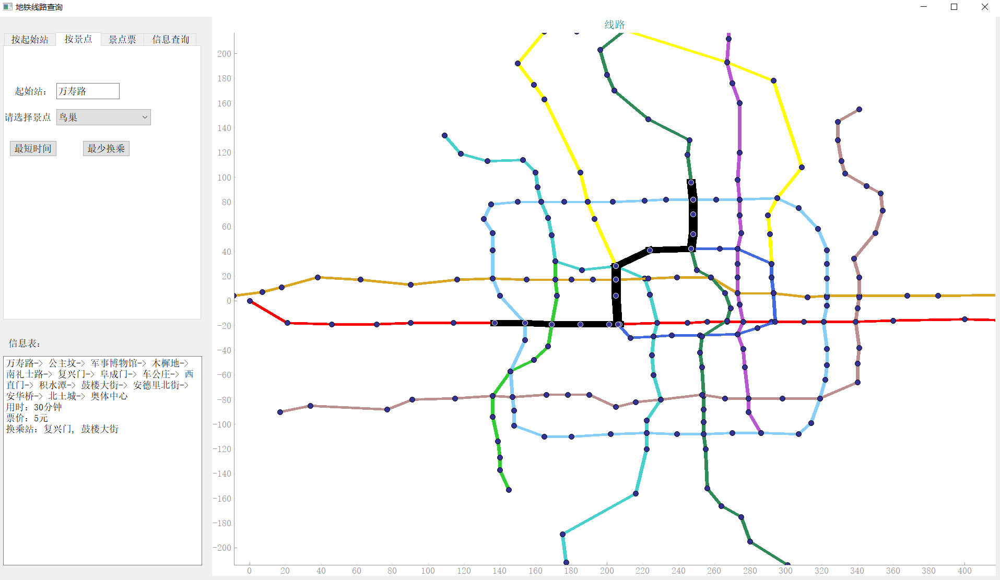 地铁线路查询
按起始站 按景点 景点票 信息查询
起始站： 万寿路
请选择景点 鸟巢
最短时间 最少换乘
信息表：
万寿路-> 公主坟-> 军事博物馆-> 木樨地->
南礼士路-> 复兴门-> 阜成门-> 车公庄-> 西
直门-> 积水潭-> 鼓楼大街-> 安德里北街->
安华桥-> 北土城-> 奥体中心
用时：30分钟
票价：5元
换乘站：复兴门, 鼓楼大街
线路
200
180
160
140
120
100
80
60
40
20
0
-20
-40
-60
-80
-100
-120
-140
-160
-180
-200
0 20 40 60 80 100 120 140 160 180 200 220 240 260 280 300 320 340 360 380 400